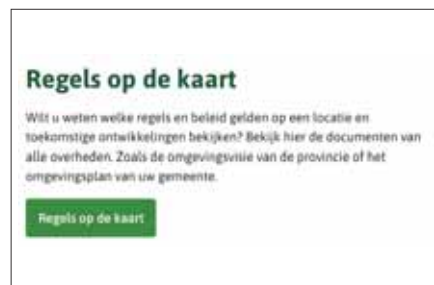 Regels op de kaart
Wilt u weten welke regels en beleid gelden op een locatie en
toekomstige ontwikkelingen bekijken? Bekijk hier de documenten van
alle overheden. Zoals de omgevingsvisie van de provincie of het
omgevingsplan van uw gemeente.
Regels op de kaart